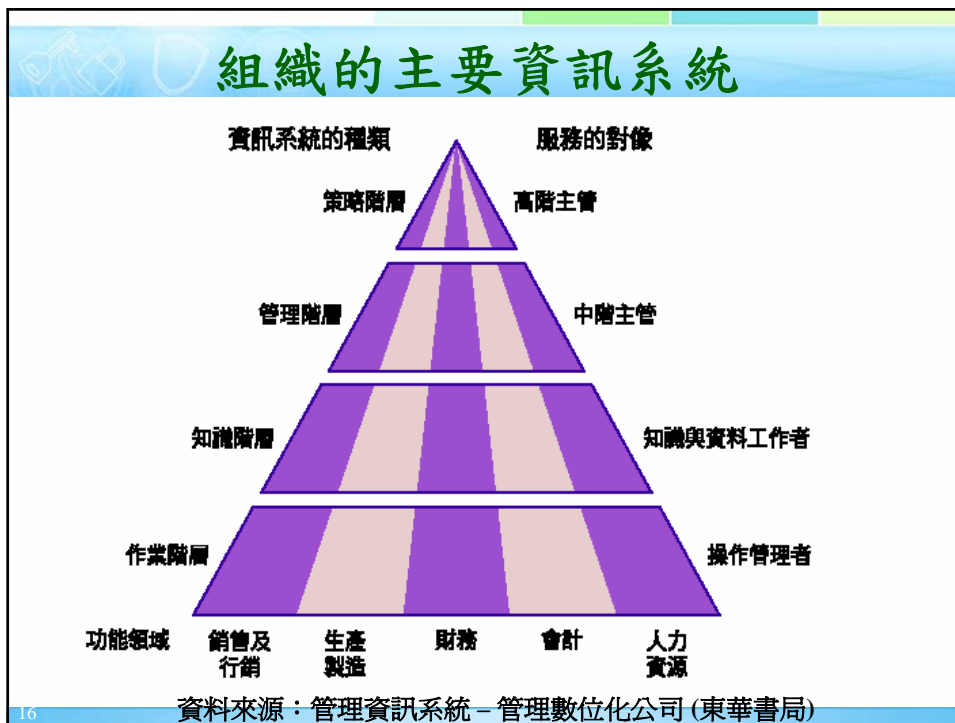 組織的主要資訊系統
資訊系統的種類 服務的對像
策略階層 高階主管
管理階層 中階主管
知識階層 知識與資料工作者
作業階層 操作管理者
功能領域 銷售及 生產 財務 會計 人力
行銷 製造 資源
16 資料來源：管理資訊系統 – 管理數位化公司 (東華書局)